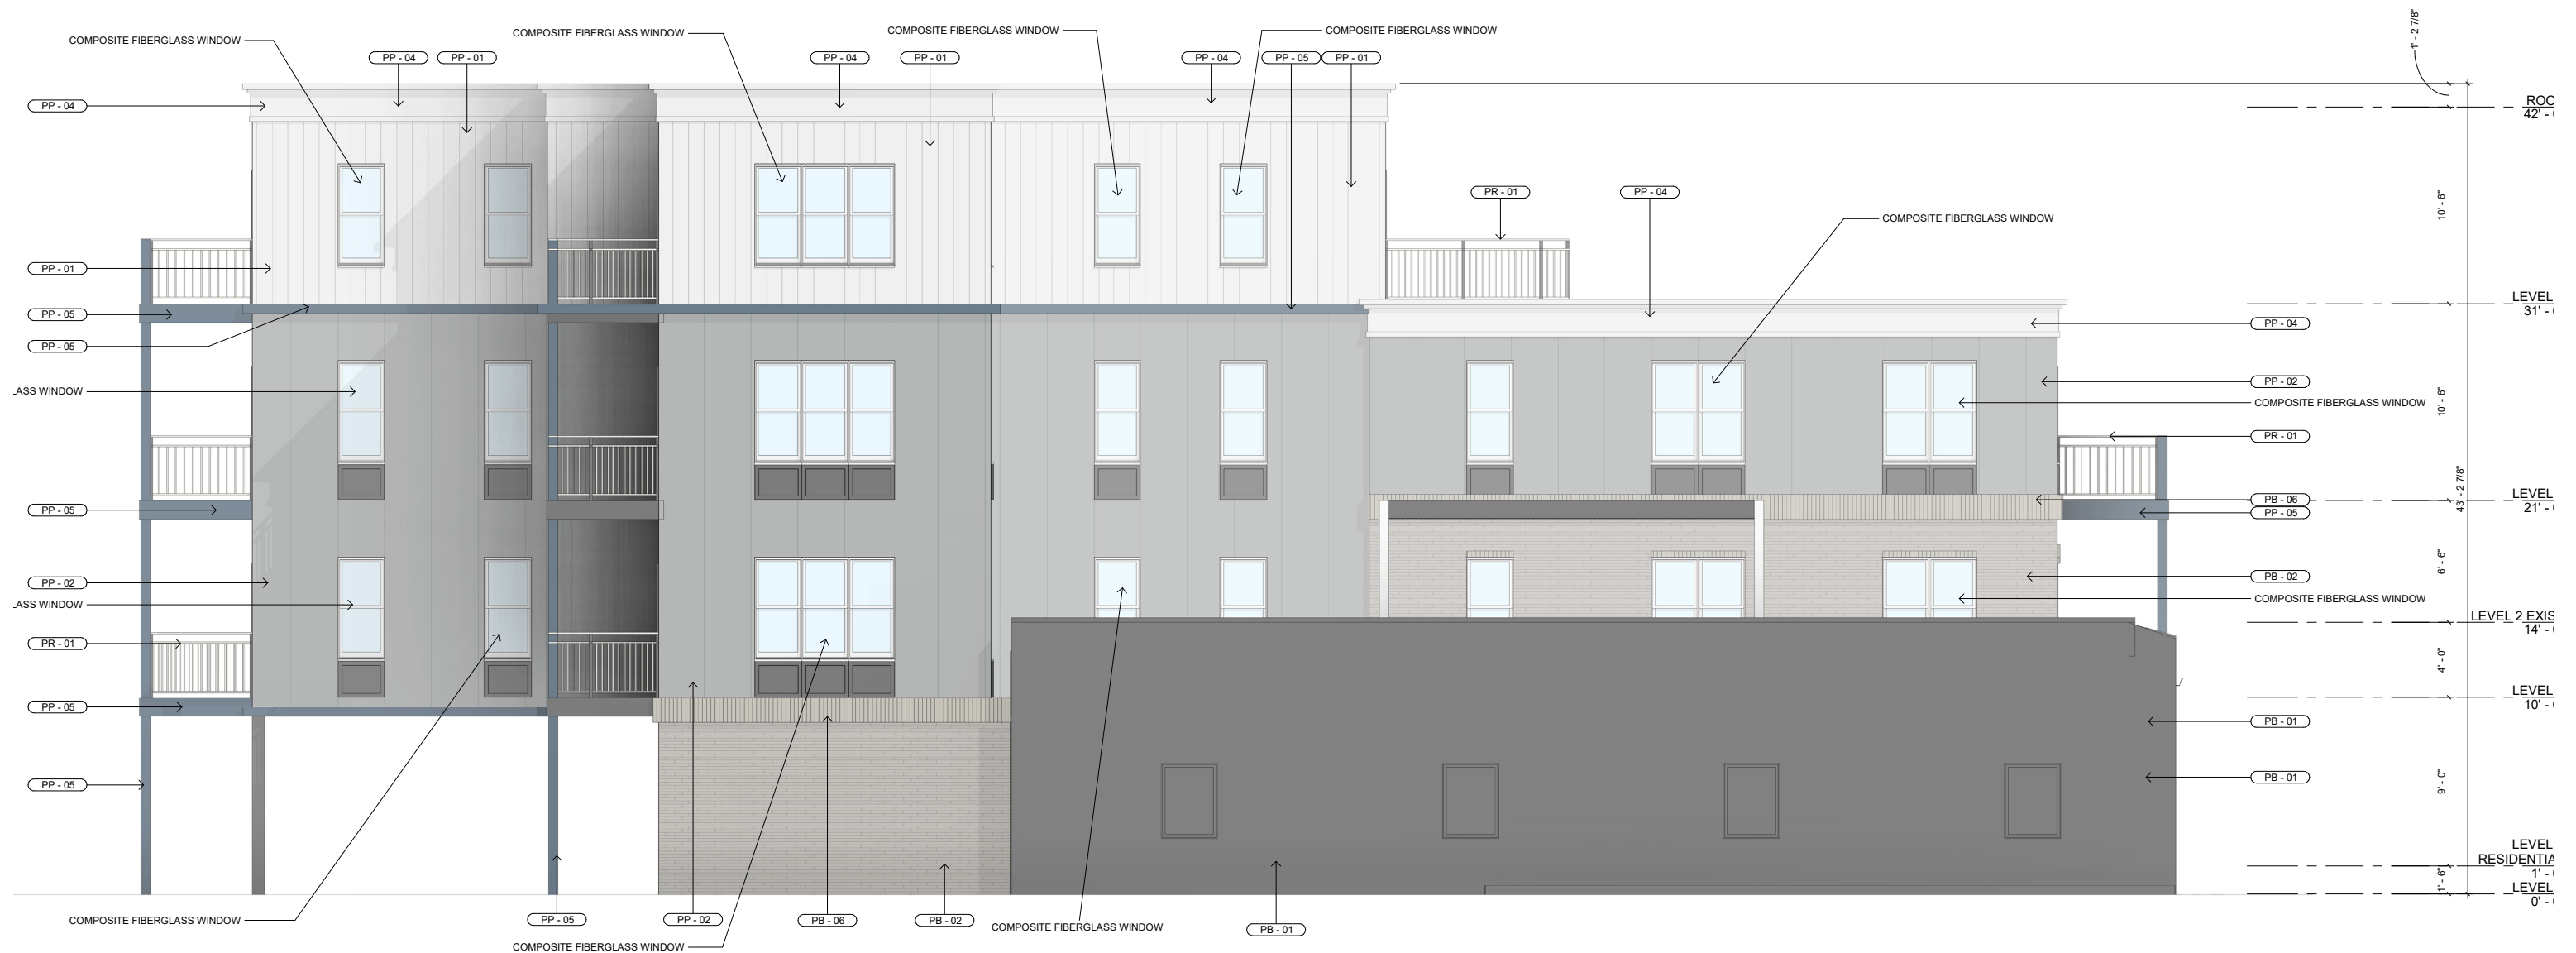 1' - 2 7/8"
COMPOSITE FIBERGLASS WINDOW
COMPOSITE FIBERGLASS WINDOW
COMPOSITE FIBERGLASS WINDOW
COMPOSITE FIBERGLASS WINDOW
PP - 04
PP - 01
PP - 04
PP - 01
PP - 04
PP - 05
PP - 01
PP - 04
ROO
42' -
PR - 01
PP - 04
10' - 6"
COMPOSITE FIBERGLASS WINDOW
PP - 01
LEVEL
31' -
PP - 05
PP - 04
PP - 05
PP - 02
ASS WINDOW
10' - 6"
COMPOSITE FIBERGLASS WINDOW
PR - 01
43' - 2 7/8"
LEVEL
21' -
PB - 06
PP - 05
PP - 05
6' - 6"
PB - 02
PP - 02
COMPOSITE FIBERGLASS WINDOW
ASS WINDOW
LEVEL 2 EXIS
14' -
PR - 01
4' - 0"
LEVEL
10' -
PP - 05
PB - 01
PB - 01
PP - 05
9' - 0"
LEVEL
RESIDENTIA
1' -
1' - 6"
LEVEL
0' -
COMPOSITE FIBERGLASS WINDOW
PP - 05
PP - 02
PB - 06
PB - 02
COMPOSITE FIBERGLASS WINDOW
PB - 01
COMPOSITE FIBERGLASS WINDOW